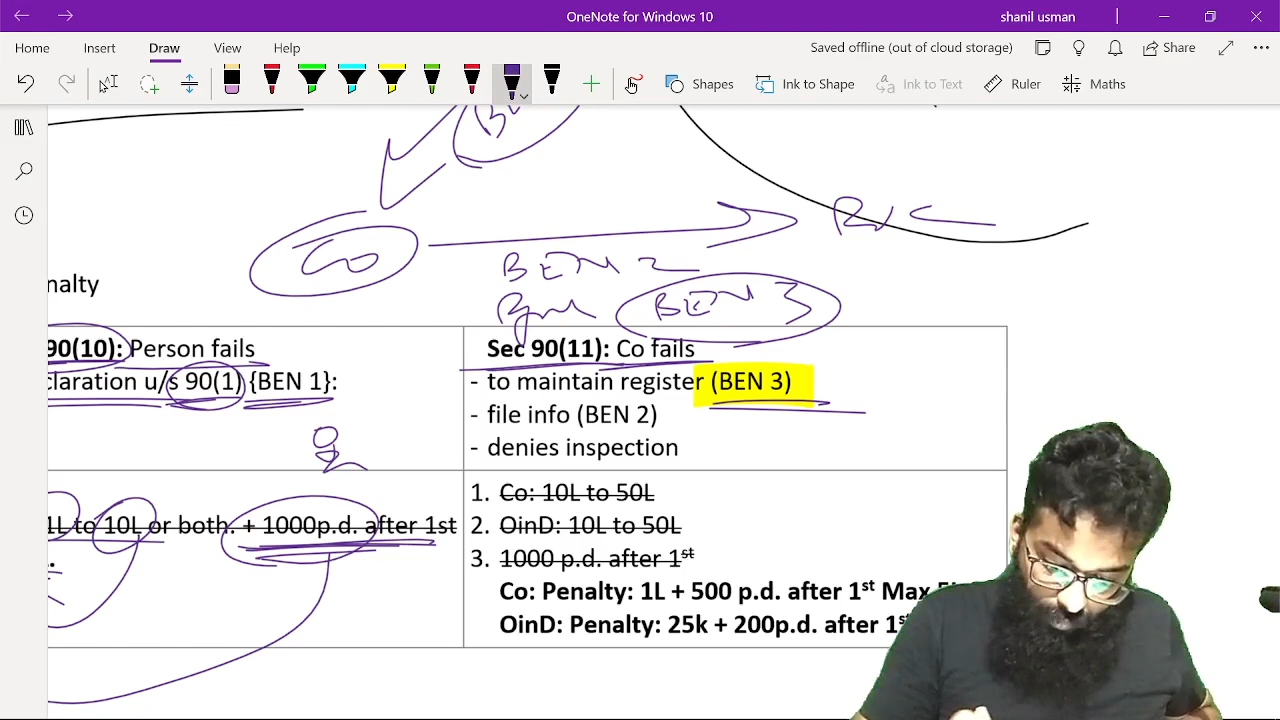 OneNote for Windows 10
shanil usman
Home Insert Draw View Help
Saved offline (out of cloud storage)
Share
Shapes
Ink to Shape
Ink to Text
Ruler
Maths
Co
BEN 2
BEN 3
nalty
90(10): Person fails
claration u/s 90(1) {BEN 1}:
Sec 90(11): Co fails
- to maintain register (BEN 3)
- file info (BEN 2)
- denies inspection
1L to 10L or both. + 1000p.d. after 1st
1. Co: 10L to 50L
2. OinD: 10L to 50L
3. 1000 p.d. after 1st
Co: Penalty: 1L + 500 p.d. after 1st Max
OinD: Penalty: 25k + 200p.d. after